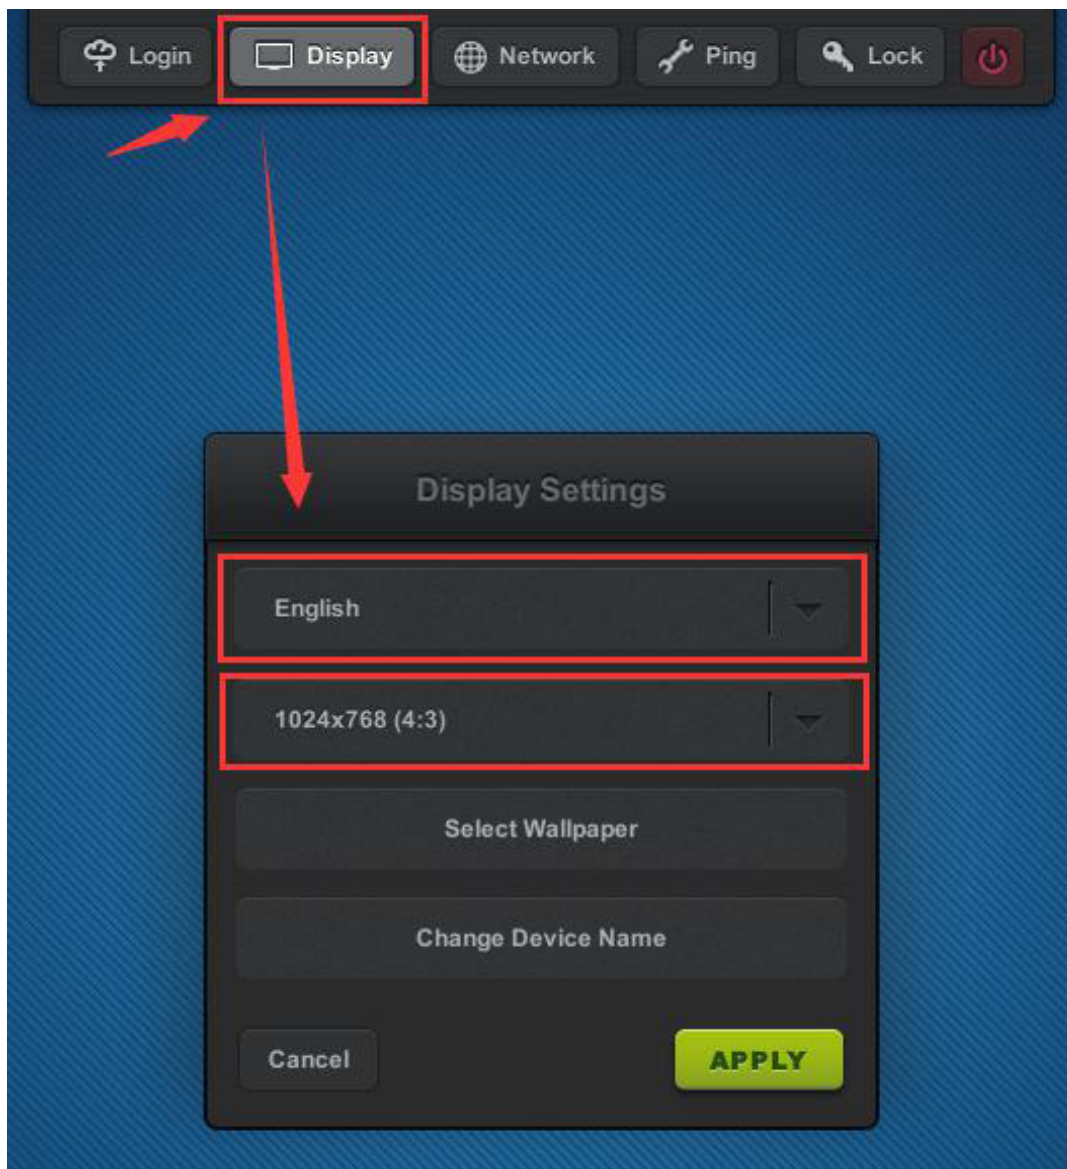 Login Display Network Ping Lock
Display Settings
English
1024x768 (4:3)
Select Wallpaper
Change Device Name
Cancel APPLY